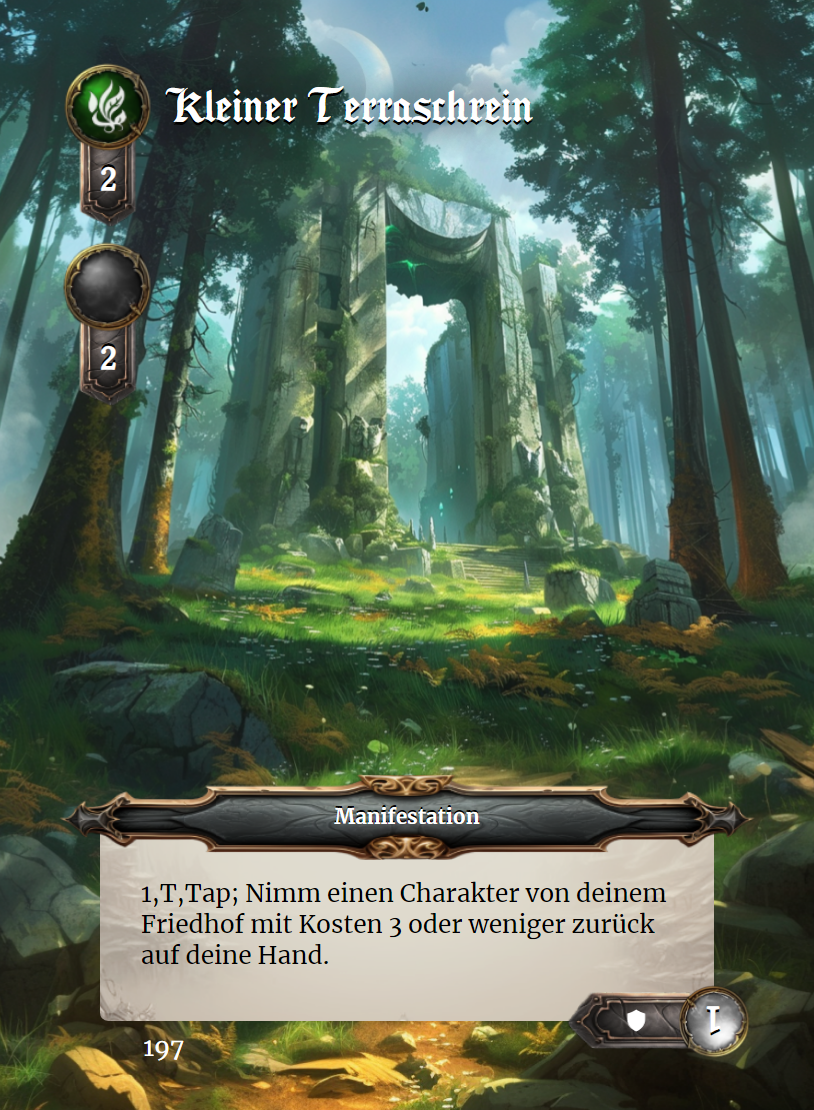 Kleiner Terraschrein
2
2
Manifestation
1,T,Tap; Nimm einen Charakter von deinem
Friedhof mit Kosten 3 oder weniger zurück
auf deine Hand.
197